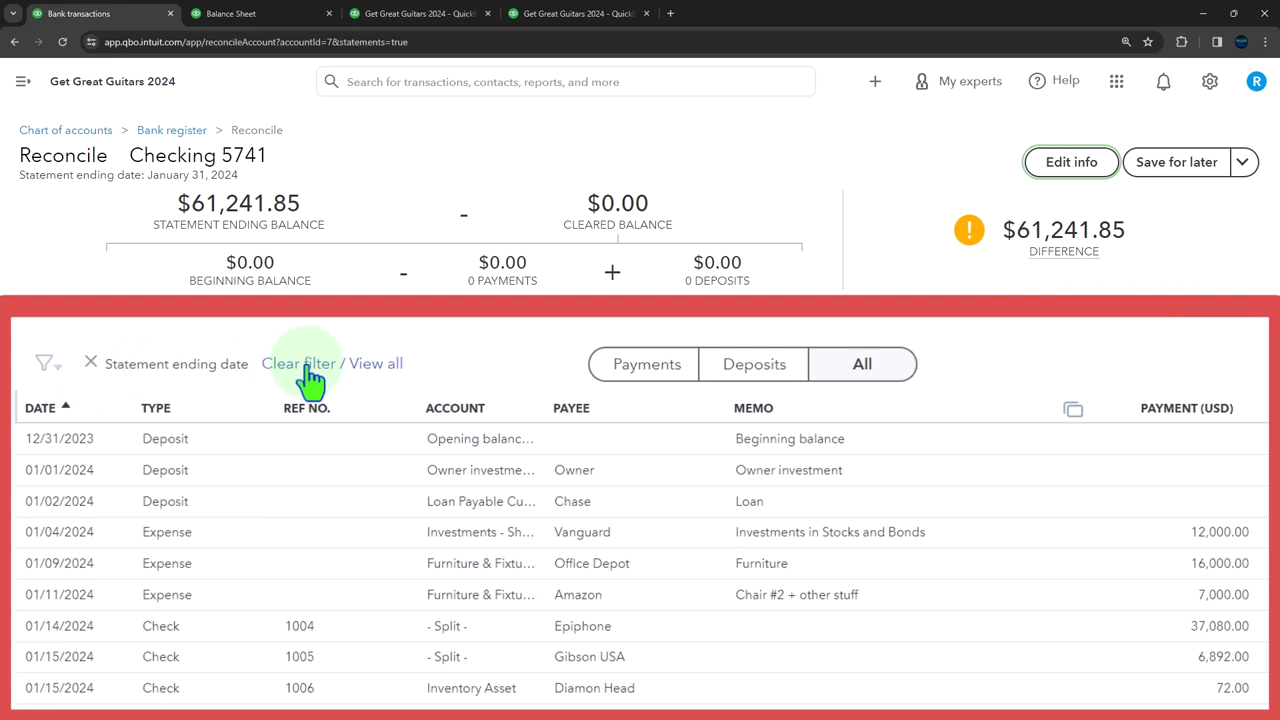 Bank transactions
Balance Sheet
Get Great Guitars 2024 - QuickB
Get Great Guitars 2024 - QuickB
app.qbo.intuit.com/app/reconcileAccount?accountId=7&statements=true
Get Great Guitars 2024
Search for transactions, contacts, reports, and more
My experts
Help
R
Chart of accounts > Bank register > Reconcile
Reconcile Checking 5741
Statement ending date: January 31, 2024
Edit info
Save for later
$61,241.85 - $0.00
STATEMENT ENDING BALANCE CLEARED BALANCE
! $61,241.85
DIFFERENCE
$0.00 - $0.00 + $0.00
BEGINNING BALANCE 0 PAYMENTS 0 DEPOSITS
Statement ending date Clear filter / View all Payments Deposits All
DATE TYPE REF NO. ACCOUNT PAYEE MEMO PAYMENT (USD)
12/31/2023 Deposit Opening balanc... Beginning balance
01/01/2024 Deposit Owner investme... Owner Owner investment
01/02/2024 Deposit Loan Payable Cu... Chase Loan
01/04/2024 Expense Investments - Sh... Vanguard Investments in Stocks and Bonds 12,000.00
01/09/2024 Expense Furniture & Fixtu... Office Depot Furniture 16,000.00
01/11/2024 Expense Furniture & Fixtu... Amazon Chair #2 + other stuff 7,000.00
01/14/2024 Check 1004 - Split - Epiphone 37,080.00
01/15/2024 Check 1005 - Split - Gibson USA 6,892.00
01/15/2024 Check 1006 Inventory Asset Diamon Head 72.00